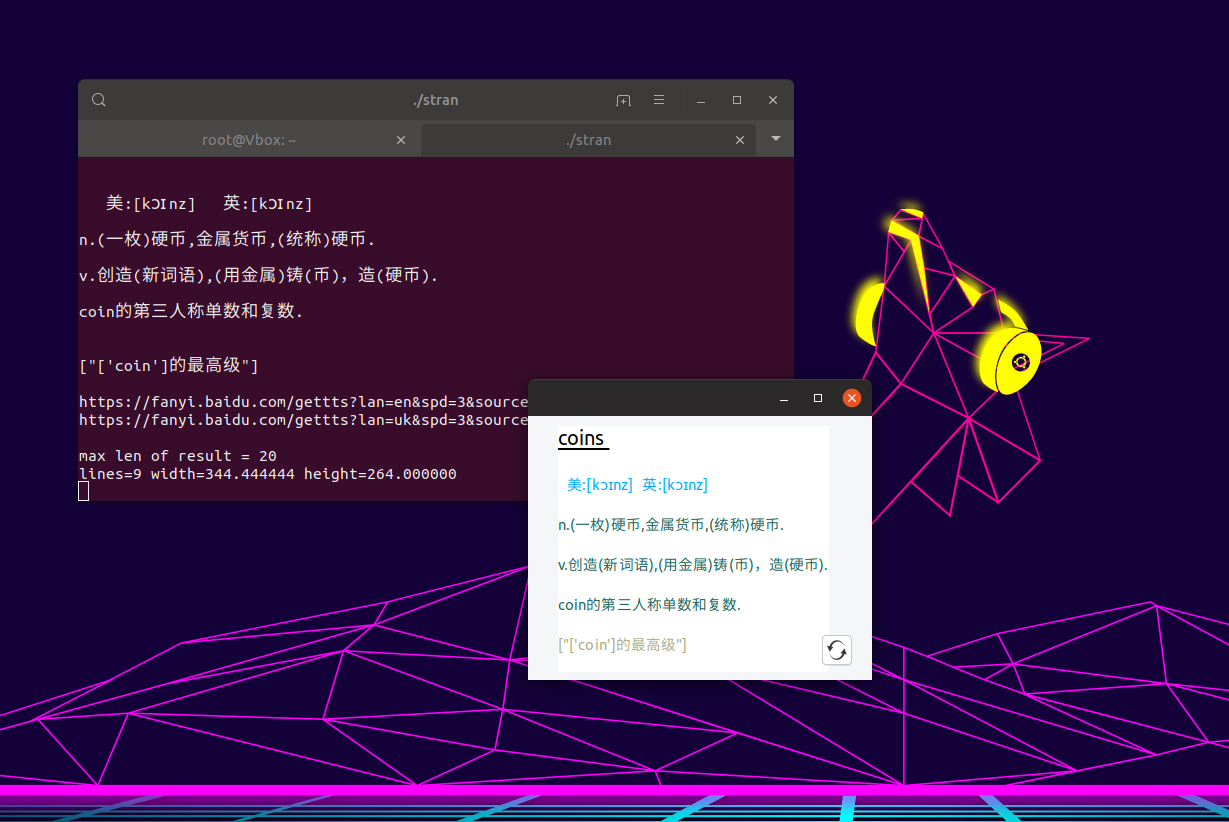 ./stran
root@Vbox: ~
./stran
美:[kɔɪnz] 英:[kɔɪnz]
n.(一枚)硬币,金属货币,(统称)硬币.
v.创造(新词语),(用金属)铸(币)，造(硬币).
coin的第三人称单数和复数.
["['coin']的最高级"]
https://fanyi.baidu.com/gettts?lan=en&spd=3&source
https://fanyi.baidu.com/gettts?lan=uk&spd=3&source
max len of result = 20
lines=9 width=344.444444 height=264.000000
coins
美:[kɔɪnz] 英:[kɔɪnz]
n.(一枚)硬币,金属货币,(统称)硬币.
v.创造(新词语),(用金属)铸(币)，造(硬币).
coin的第三人称单数和复数.
["['coin']的最高级"]